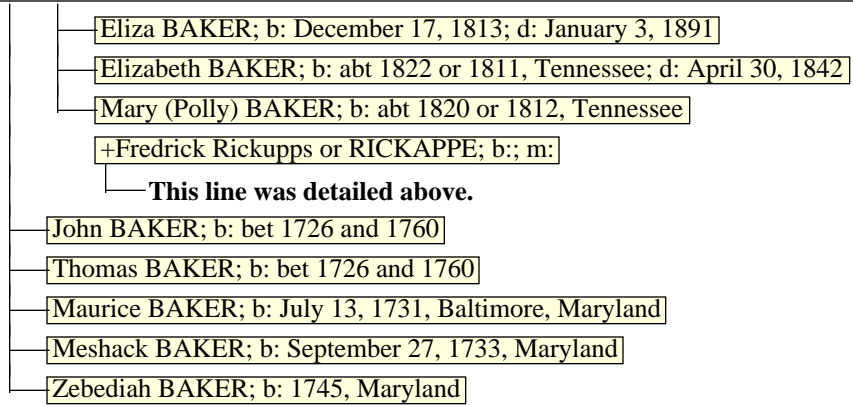 Eliza BAKER; b: December 17, 1813; d: January 3, 1891
Elizabeth BAKER; b: abt 1822 or 1811, Tennessee; d: April 30, 1842
Mary (Polly) BAKER; b: abt 1820 or 1812, Tennessee
+Fredrick Rickupps or RICKAPPE; b:; m:
This line was detailed above.
John BAKER; b: bet 1726 and 1760
Thomas BAKER; b: bet 1726 and 1760
Maurice BAKER; b: July 13, 1731, Baltimore, Maryland
Meshack BAKER; b: September 27, 1733, Maryland
Zebediah BAKER; b: 1745, Maryland